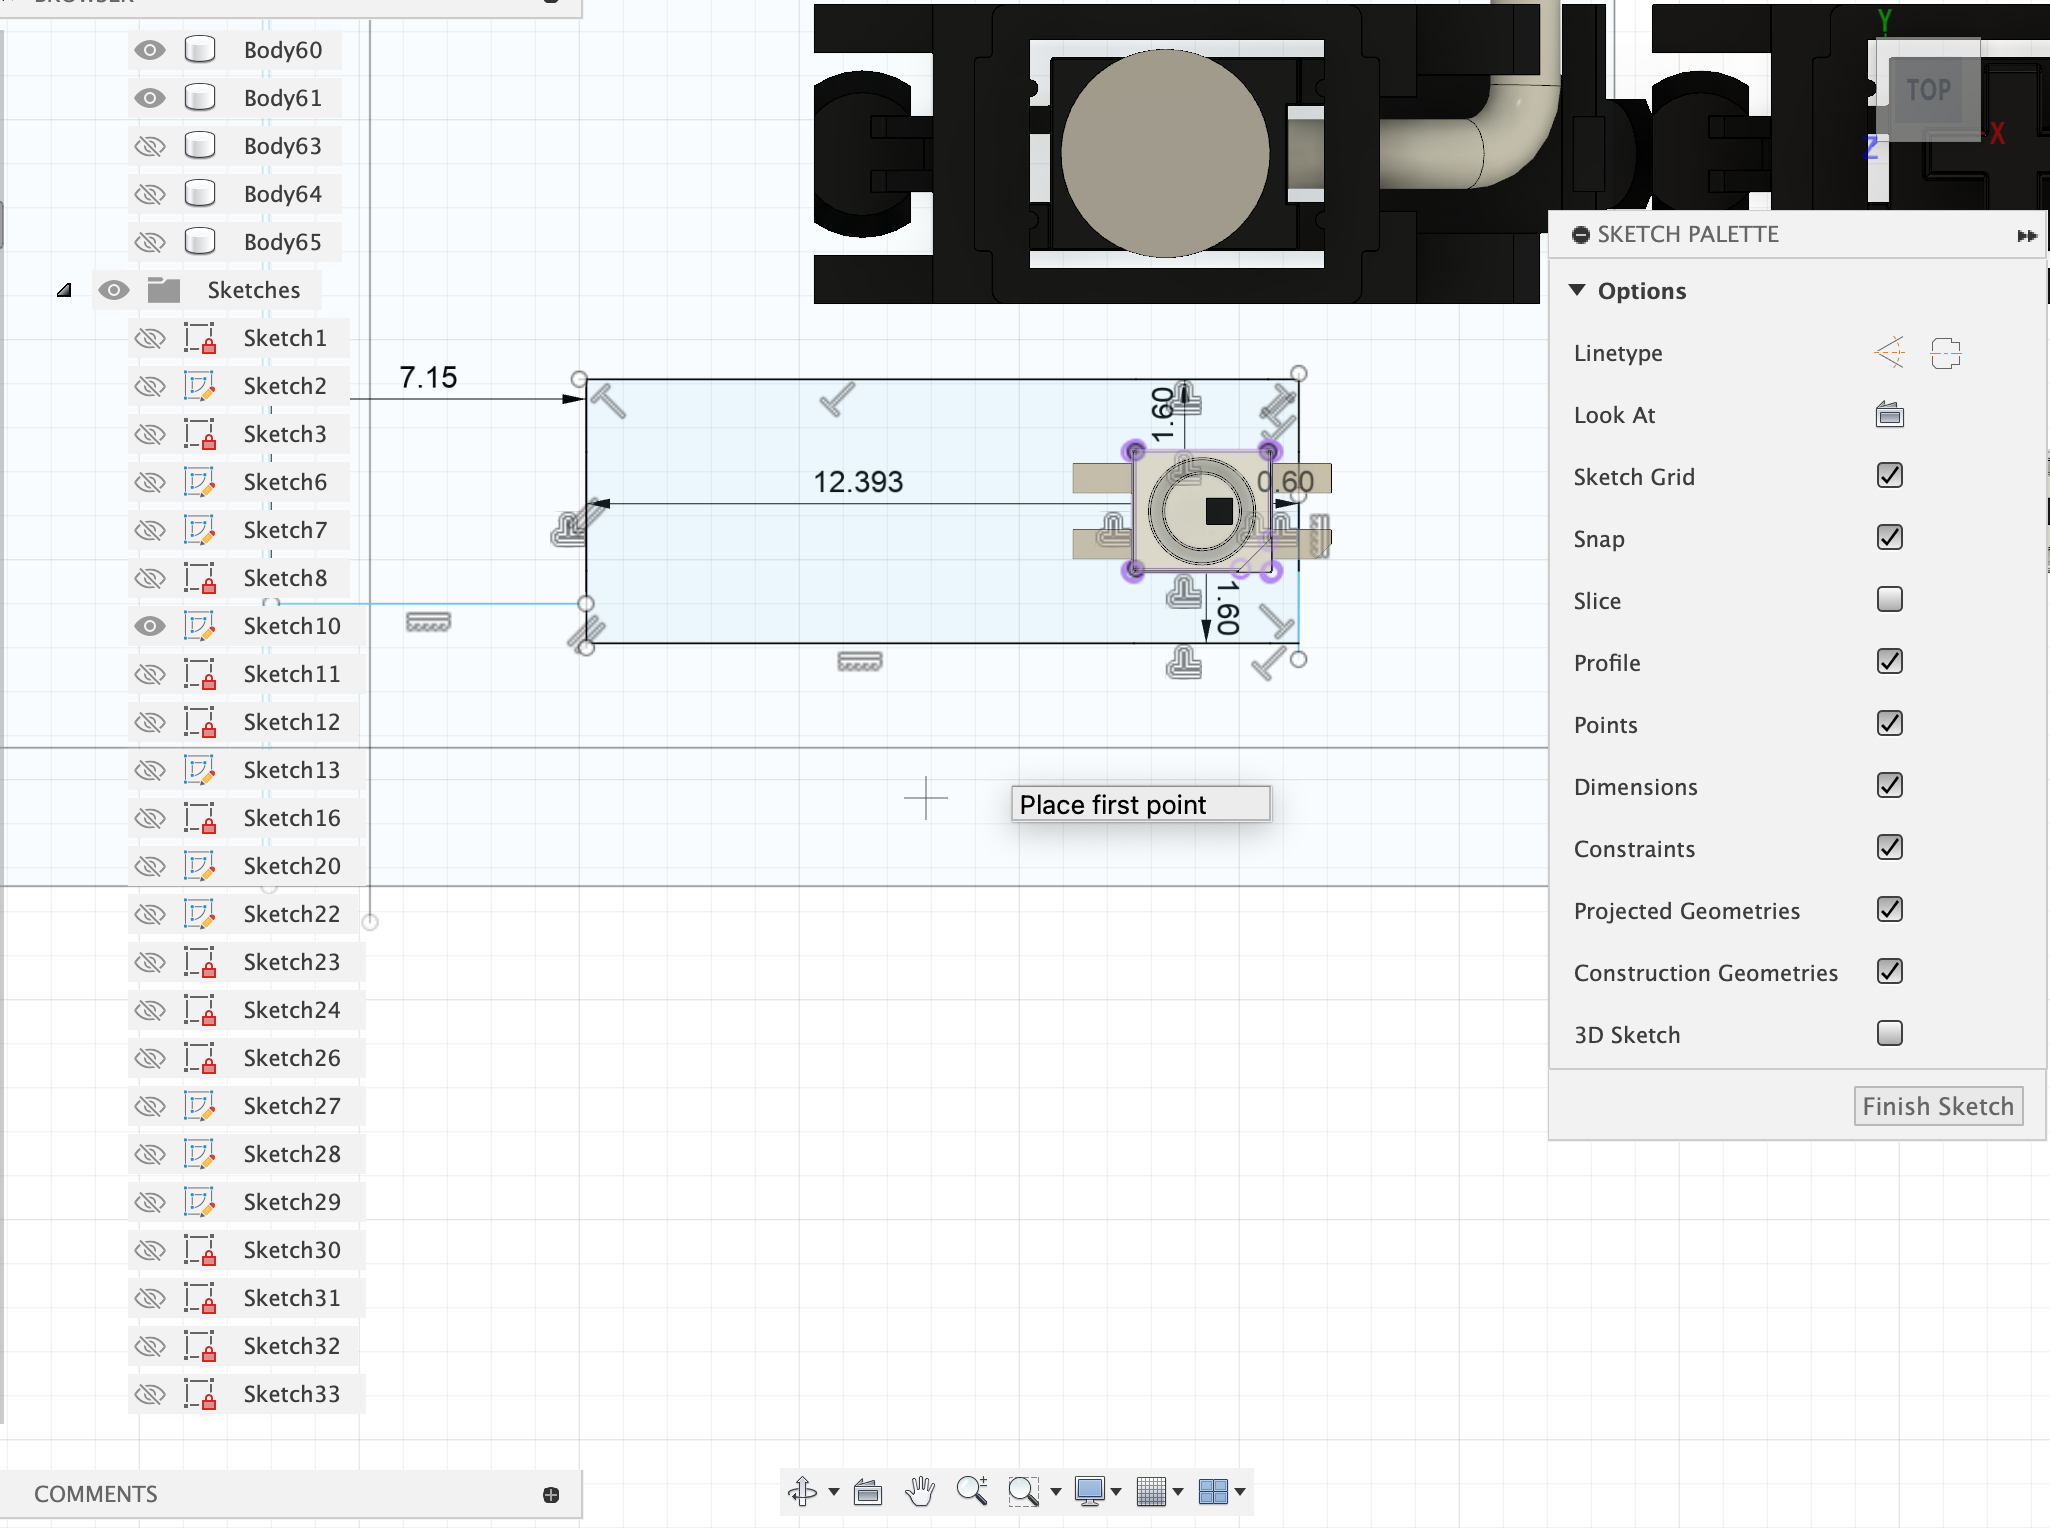 BROWSER
Body60
Body61
Body63
Body64
Body65
Sketches
Sketch1
Sketch2
Sketch3
Sketch6
Sketch7
Sketch8
Sketch10
Sketch11
Sketch12
Sketch13
Sketch16
Sketch20
Sketch22
Sketch23
Sketch24
Sketch26
Sketch27
Sketch28
Sketch29
Sketch30
Sketch31
Sketch32
Sketch33
COMMENTS
7.15
12.393
1.60
0.60
1.60
Place first point
Y
TOP
X
Z
SKETCH PALETTE
Options
Linetype
Look At
Sketch Grid
Snap
Slice
Profile
Points
Dimensions
Constraints
Projected Geometries
Construction Geometries
3D Sketch
Finish Sketch